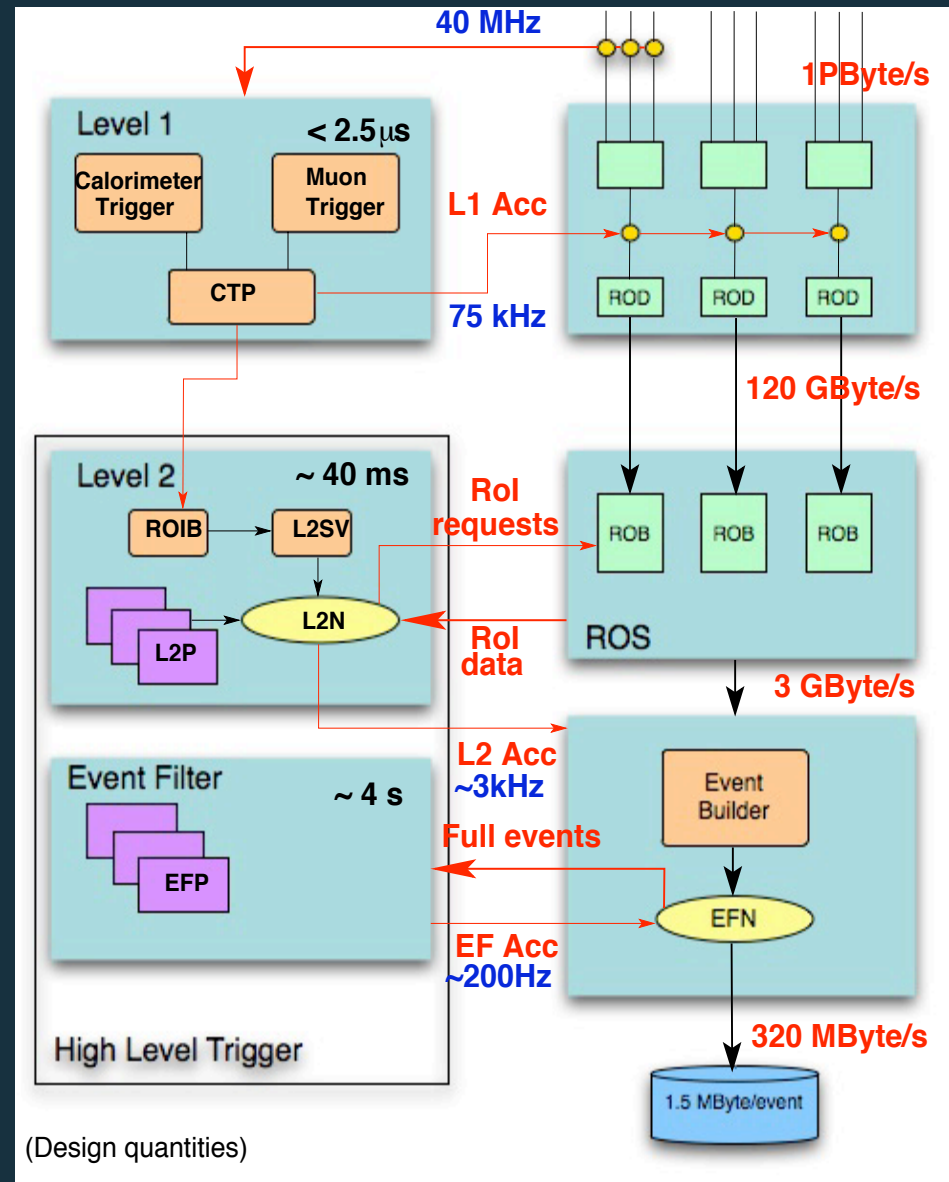 40 MHz
1PByte/s
Level 1
< 2.5μs
Calorimeter
Trigger
Muon
Trigger
L1 Acc
CTP
75 kHz
ROD
ROD
ROD
120 GByte/s
Level 2
~ 40 ms
RoI
requests
ROIB
L2SV
ROB
ROB
ROB
L2N
L2P
RoI
data
ROS
3 GByte/s
L2 Acc
~3kHz
Event Filter
~ 4 s
Event
Builder
Full events
EFP
EFN
EF Acc
~200Hz
High Level Trigger
320 MByte/s
1.5 MByte/event
(Design quantities)